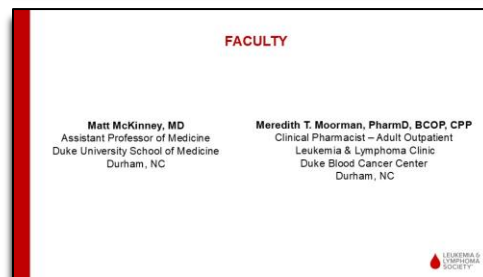 FACULTY
Matt McKinney, MD
Assistant Professor of Medicine
Duke University School of Medicine
Durham, NC
Meredith T. Moorman, PharmD, BCOP, CPP
Clinical Pharmacist – Adult Outpatient
Leukemia & Lymphoma Clinic
Duke Blood Cancer Center
Durham, NC
LEUKEMIA &
LYMPHOMA
SOCIETY